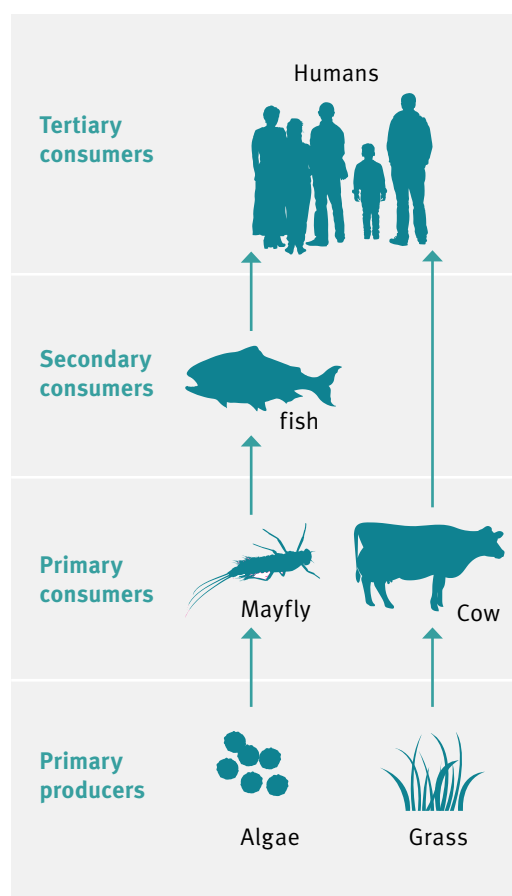 Humans
Tertiary
consumers
Secondary
consumers
fish
Primary
consumers
Mayfly
Cow
Primary
producers
Algae
Grass